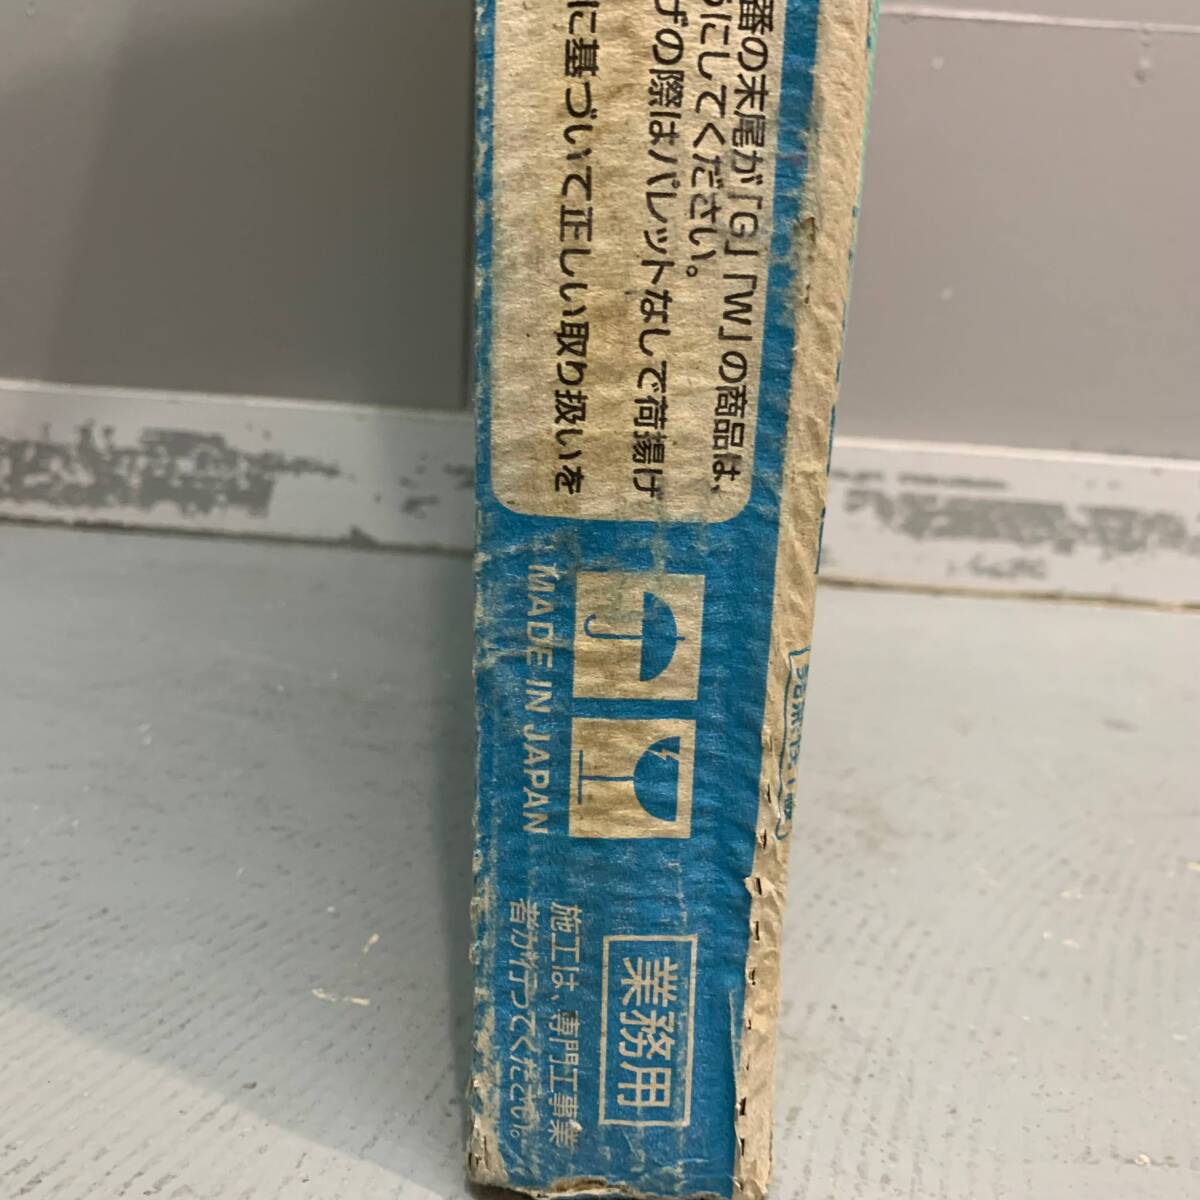 番の末尾が「G」「W」の商品は、
にしてください。
げの際はパレットなしで荷揚げ
に基づいて正しい取り扱いを
MADE IN JAPAN
業務用
施工は、専門工事業
者が行ってください。